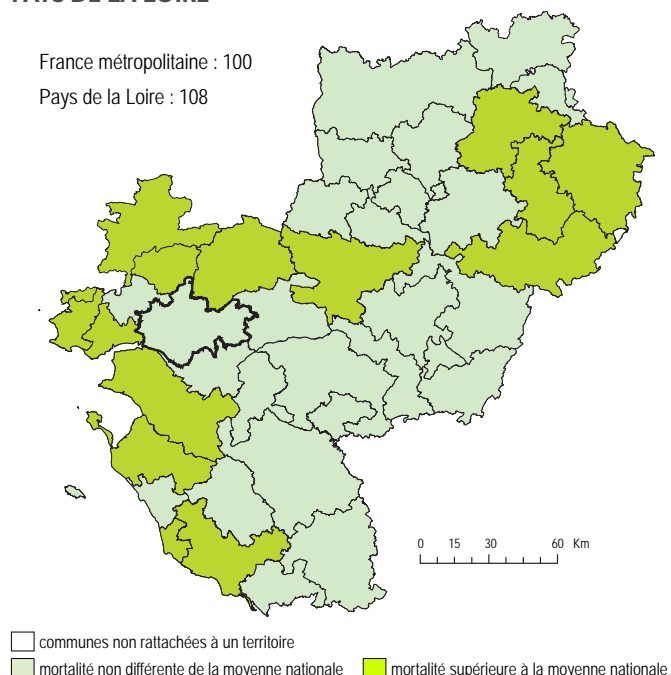 France métropolitaine : 100
Pays de la Loire : 108
0 15 30 60 Km
communes non rattachées à un territoire
mortalité non différente de la moyenne nationale
mortalité supérieure à la moyenne nationale